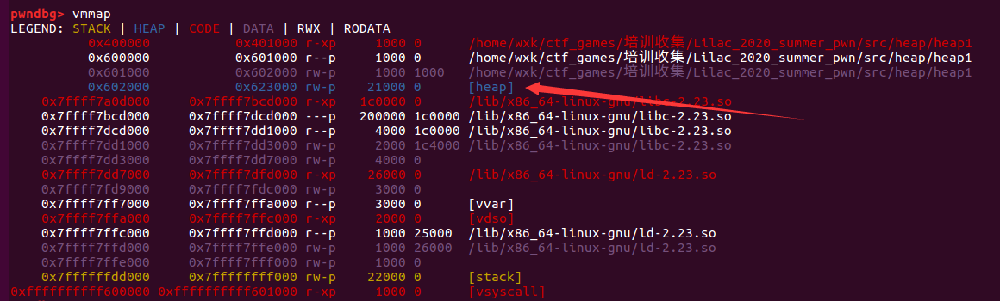 pwndbg> vmmap
LEGEND: STACK | HEAP | CODE | DATA | RWX | RODATA
0x400000 0x401000 r-xp 1000 0 /home/wxk/ctf_games/培训收集/Lilac_2020_summer_pwn/src/heap/heap1
0x600000 0x601000 r--p 1000 0 /home/wxk/ctf_games/培训收集/Lilac_2020_summer_pwn/src/heap/heap1
0x601000 0x602000 rw-p 1000 1000 /home/wxk/ctf_games/培训收集/Lilac_2020_summer_pwn/src/heap/heap1
0x602000 0x623000 rw-p 21000 0 [heap]
0x7ffff7a0d000 0x7ffff7bcd000 r-xp 1c0000 0 /lib/x86_64-linux-gnu/libc-2.23.so
0x7ffff7bcd000 0x7ffff7dcd000 ---p 200000 1c0000 /lib/x86_64-linux-gnu/libc-2.23.so
0x7ffff7dcd000 0x7ffff7dd1000 r--p 4000 1c0000 /lib/x86_64-linux-gnu/libc-2.23.so
0x7ffff7dd1000 0x7ffff7dd3000 rw-p 2000 1c4000 /lib/x86_64-linux-gnu/libc-2.23.so
0x7ffff7dd3000 0x7ffff7dd7000 rw-p 4000 0
0x7ffff7dd7000 0x7ffff7dfd000 r-xp 26000 0 /lib/x86_64-linux-gnu/ld-2.23.so
0x7ffff7fd9000 0x7ffff7fdc000 rw-p 3000 0
0x7ffff7ff7000 0x7ffff7ffa000 r--p 3000 0 [vvar]
0x7ffff7ffa000 0x7ffff7ffc000 r-xp 2000 0 [vdso]
0x7ffff7ffc000 0x7ffff7ffd000 r--p 1000 25000 /lib/x86_64-linux-gnu/ld-2.23.so
0x7ffff7ffd000 0x7ffff7ffe000 rw-p 1000 26000 /lib/x86_64-linux-gnu/ld-2.23.so
0x7ffff7ffe000 0x7ffff7fff000 rw-p 1000 0
0x7ffffffdd000 0x7ffffffff000 rw-p 22000 0 [stack]
0xffffffffff600000 0xffffffffff601000 r-xp 1000 0 [vsyscall]